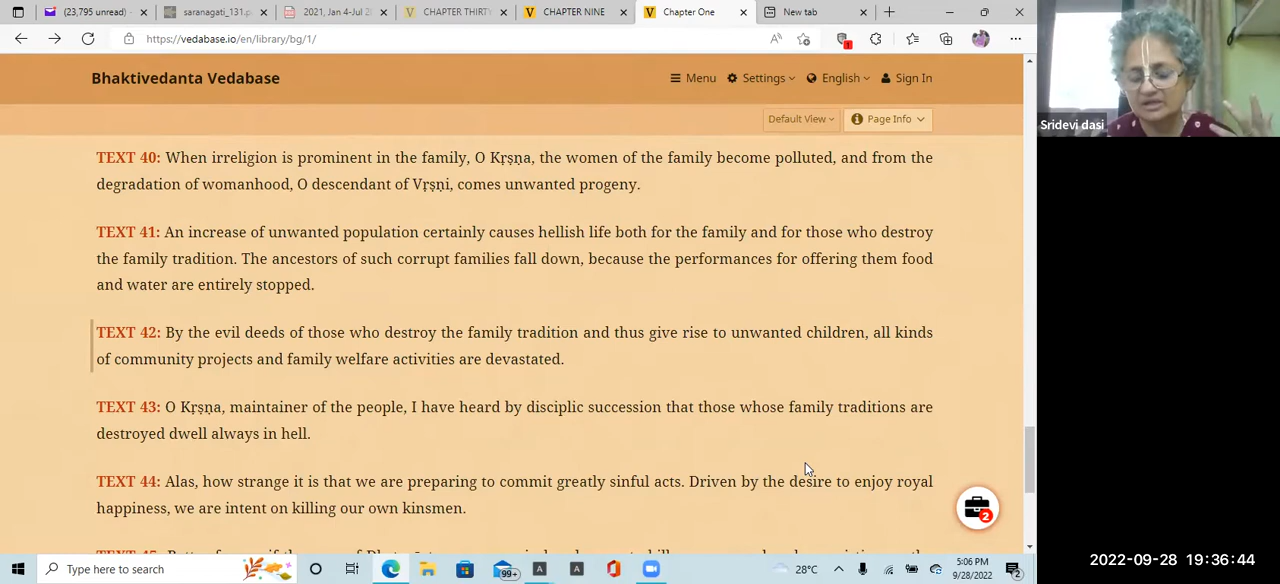 (23,795 unread) -
saranagati_131.p
2021, Jan 4-Jul 2
CHAPTER THIRTY
CHAPTER NINE
Chapter One
New tab
https://vedabase.io/en/library/bg/1/
1
Bhaktivedanta Vedabase
Menu
Settings
English
Sign In
Default View
Page Info
Sridevi dasi
TEXT 40: When irreligion is prominent in the family, O Kṛṣṇa, the women of the family become polluted, and from the
degradation of womanhood, O descendant of Vṛṣṇi, comes unwanted progeny.
TEXT 41: An increase of unwanted population certainly causes hellish life both for the family and for those who destroy
the family tradition. The ancestors of such corrupt families fall down, because the performances for offering them food
and water are entirely stopped.
TEXT 42: By the evil deeds of those who destroy the family tradition and thus give rise to unwanted children, all kinds
of community projects and family welfare activities are devastated.
TEXT 43: O Kṛṣṇa, maintainer of the people, I have heard by disciplic succession that those whose family traditions are
destroyed dwell always in hell.
TEXT 44: Alas, how strange it is that we are preparing to commit greatly sinful acts. Driven by the desire to enjoy royal
happiness, we are intent on killing our own kinsmen.
2
Type here to search
99+
28°C
5:06 PM
9/28/2022
2
2022-09-28 19:36:44